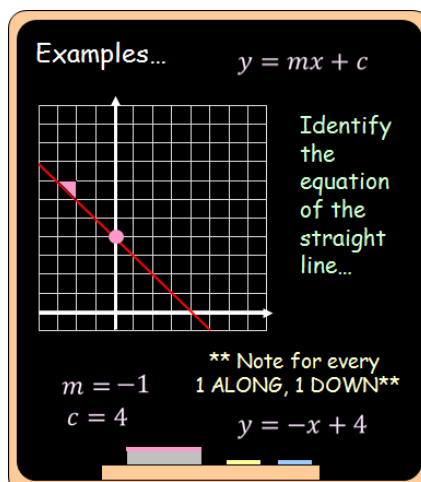 Examples...
y = mx + c
Identify
the
equation
of the
straight
line...
** Note for every
1 ALONG, 1 DOWN**
m = −1
c = 4
y = −x + 4